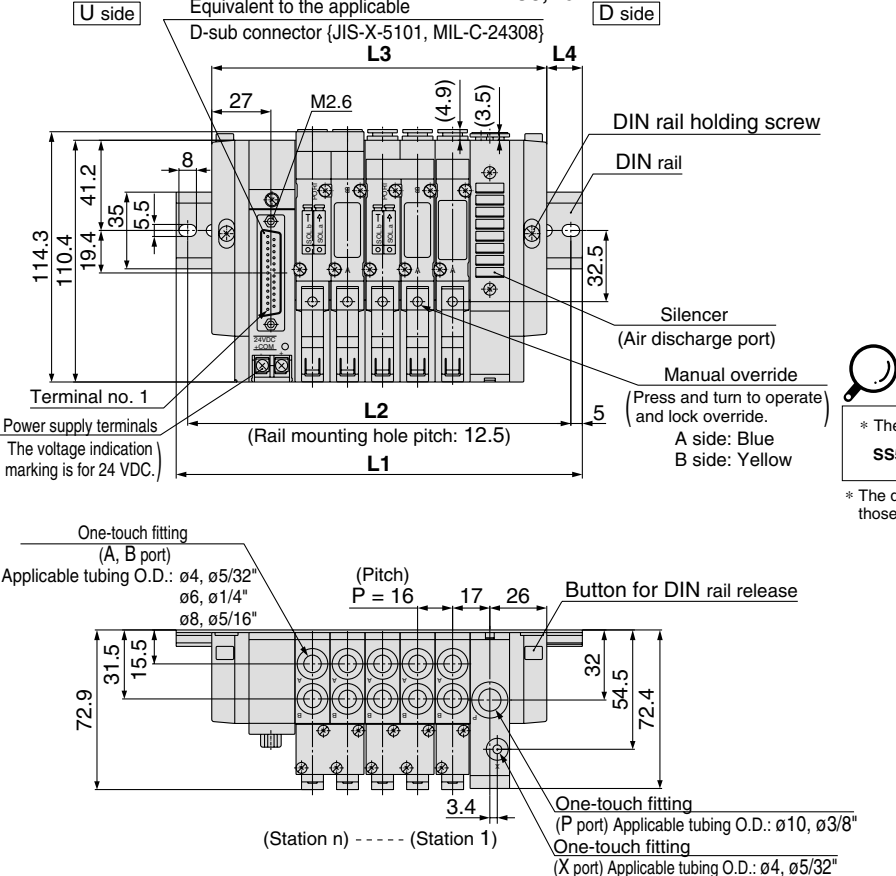 U side
Equivalent to the applicable
D-sub connector {JIS-X-5101, MIL-C-24308}
D side
L3
L4
27
M2.6
(4.9)
(3.5)
DIN rail holding screw
DIN rail
8
114.3
110.4
41.2
19.4
35
5.5
32.5
SOL.b
SOL.a
SOL.b
SOL.a
24VDC
+COM
Silencer
(Air discharge port)
Manual override
(Press and turn to operate
and lock override.)
A side: Blue
B side: Yellow
Terminal no. 1
Power supply terminals
(The voltage indication
marking is for 24 VDC.)
L2
(Rail mounting hole pitch: 12.5)
5
L1
* The
* The
those
One-touch fitting
(A, B port)
Applicable tubing O.D.: ø4, ø5/32"
ø6, ø1/4"
ø8, ø5/16"
(Pitch)
P = 16
17
26
Button for DIN rail release
72.9
31.5
15.5
32
54.5
72.4
A
A
A
A
A
B
B
B
B
B
P
X
3.4
One-touch fitting
(P port) Applicable tubing O.D.: ø10, ø3/8"
One-touch fitting
(X port) Applicable tubing O.D.: ø4, ø5/32"
(Station n) ----- (Station 1)